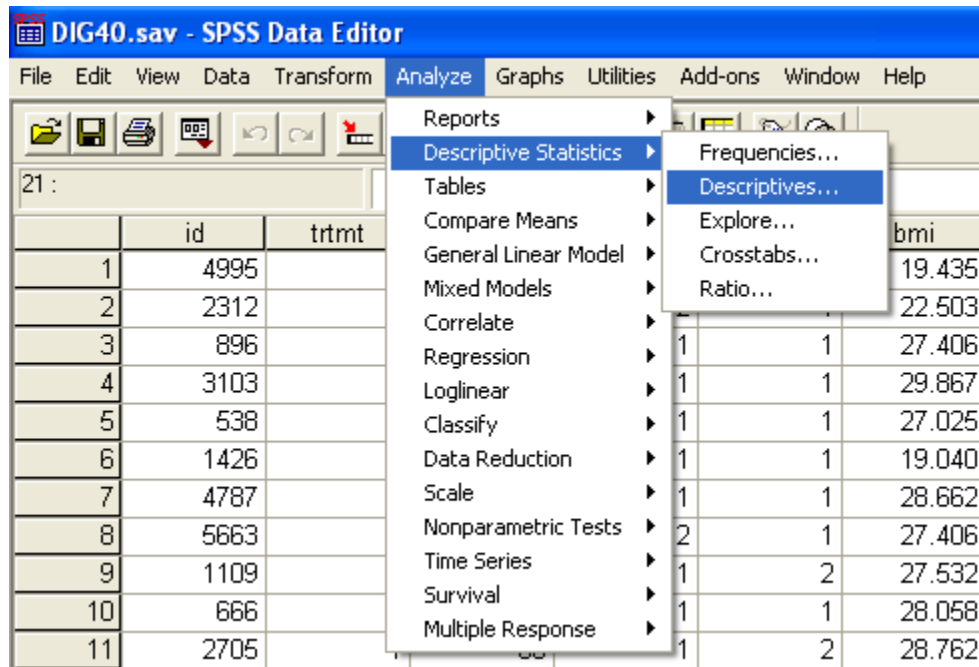 SPSS
DIG40.sav - SPSS Data Editor
File Edit View Data Transform Analyze Graphs Utilities Add-ons Window Help
Reports
Descriptive Statistics
Tables
Compare Means
General Linear Model
Mixed Models
Correlate
Regression
Loglinear
Classify
Data Reduction
Scale
Nonparametric Tests
Time Series
Survival
Multiple Response
Frequencies...
Descriptives...
Explore...
Crosstabs...
Ratio...
21 :
id trtmt bmi
1 4995 19.435
2 2312 22.503
3 896 1 1 27.406
4 3103 1 1 29.867
5 538 1 1 27.025
6 1426 1 1 19.040
7 4787 1 1 28.662
8 5663 2 1 27.406
9 1109 1 2 27.532
10 666 1 1 28.058
11 2705 1 2 28.762